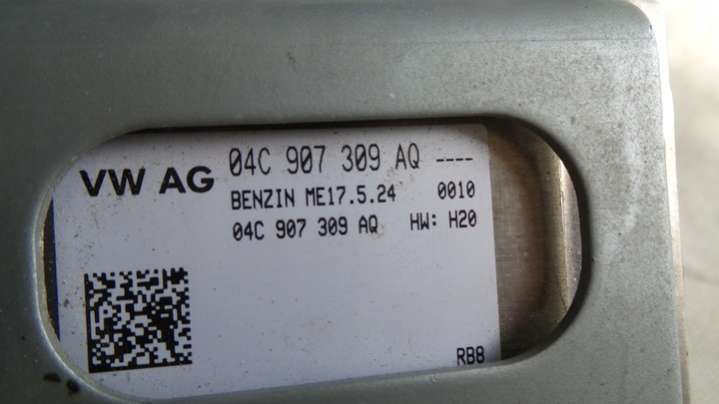 VW AG 04C 907 309 AQ ----
BENZIN ME17.5.24 0010
04C 907 309 AQ HW: H20
RB8